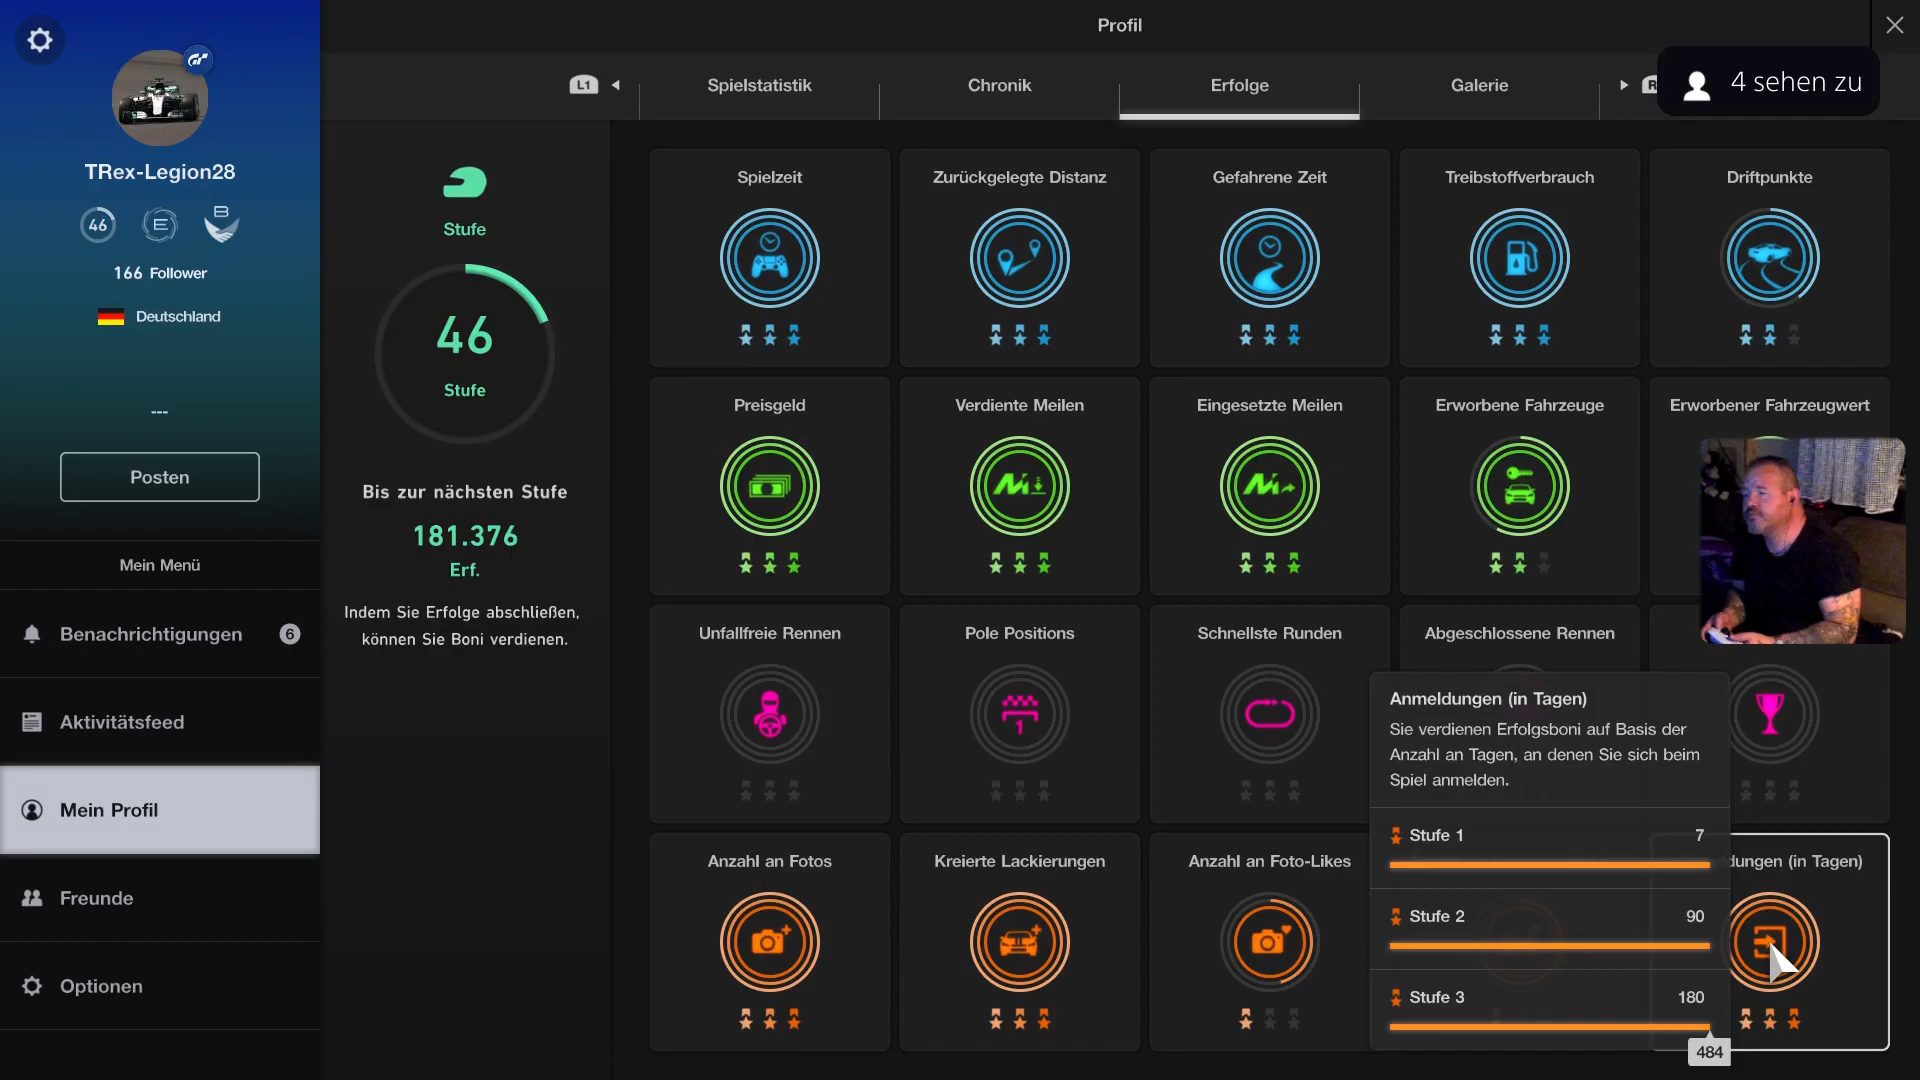 Profil
4 sehen zu
L1
Spielstatistik
Chronik
Erfolge
Galerie
TRex-Legion28
46
E
B
166 Follower
Deutschland
---
Posten
Mein Menü
Benachrichtigungen
6
Aktivitätsfeed
Mein Profil
Freunde
Optionen
Stufe
46
Stufe
Bis zur nächsten Stufe
181.376
Erf.
Indem Sie Erfolge abschließen,
können Sie Boni verdienen.
Spielzeit
Zurückgelegte Distanz
Gefahrene Zeit
Treibstoffverbrauch
Driftpunkte
Preisgeld
Verdiente Meilen
Eingesetzte Meilen
Erworbene Fahrzeuge
Erworbener Fahrzeugwert
Unfallfreie Rennen
Pole Positions
1
Schnellste Runden
Abgeschlossene Rennen
Anzahl an Fotos
Kreierte Lackierungen
Anzahl an Foto-Likes
dungen (in Tagen)
Anmeldungen (in Tagen)
Sie verdienen Erfolgsboni auf Basis der
Anzahl an Tagen, an denen Sie sich beim
Spiel anmelden.
Stufe 1
7
Stufe 2
90
Stufe 3
180
484